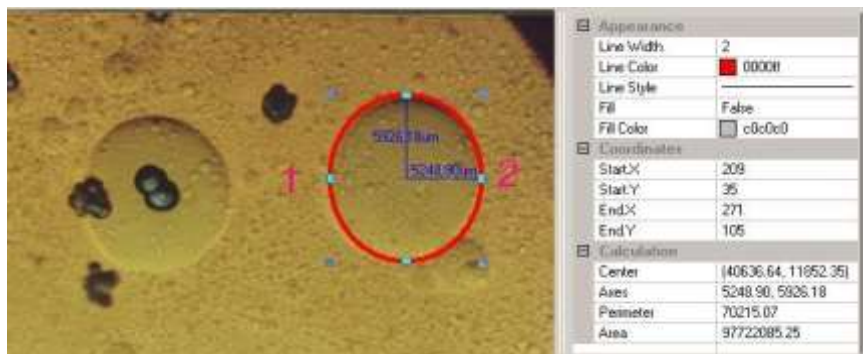 Appearance
Line Width 2
Line Color 0000ff
Line Style
Fill False
Fill Color c0c0c0
Coordinates
Start.X 209
Start.Y 35
End.X 271
End.Y 105
Calculation
Center (40636.64, 11852.35)
Axes 5248.90, 5926.18
Perimeter 70215.07
Area 97722085.25
5926.18um
5248.90um
1
2